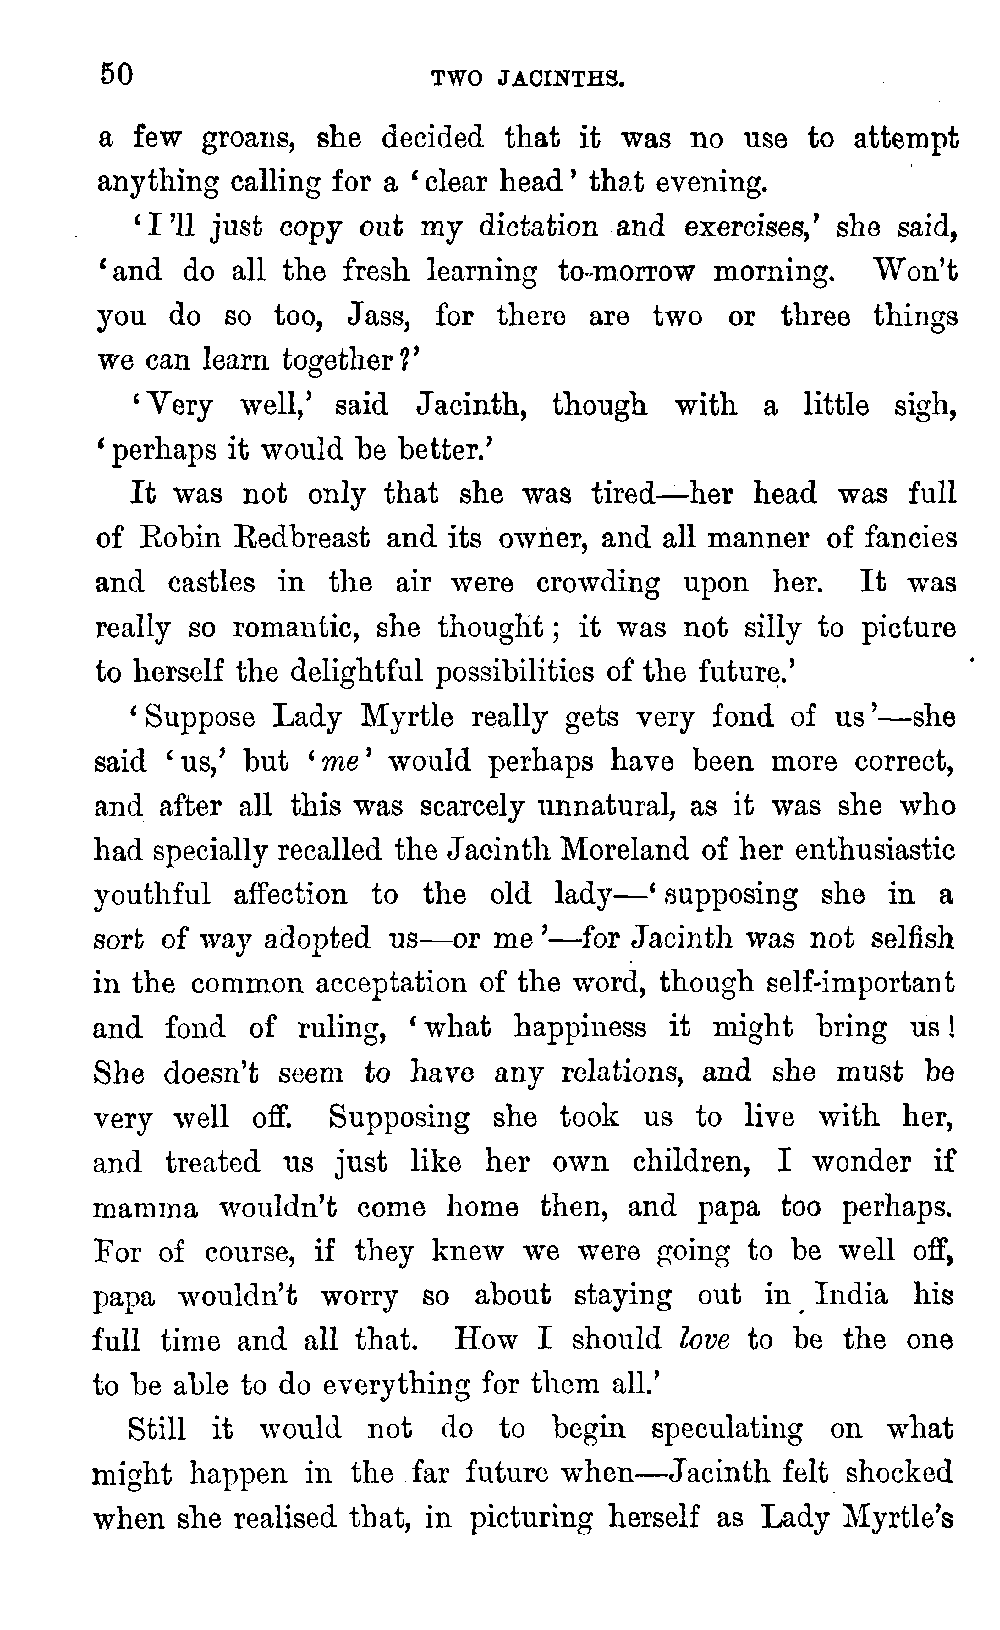 50 TWO JACINTHS.
a few groans, she decided that it was no use to attempt
anything calling for a ‘clear head’ that evening.
‘I’ll just copy out my dictation and exercises,’ she said,
‘and do all the fresh learning to-morrow morning. Won’t
you do so too, Jass, for there are two or three things
we can learn together?’
‘Very well,’ said Jacinth, though with a little sigh,
‘perhaps it would be better.’
It was not only that she was tired—her head was full
of Robin Redbreast and its owner, and all manner of fancies
and castles in the air were crowding upon her. It was
really so romantic, she thought; it was not silly to picture
to herself the delightful possibilities of the future.’
‘Suppose Lady Myrtle really gets very fond of us’—she
said ‘us,’ but ‘me’ would perhaps have been more correct,
and after all this was scarcely unnatural, as it was she who
had specially recalled the Jacinth Moreland of her enthusiastic
youthful affection to the old lady—‘supposing she in a
sort of way adopted us—or me’—for Jacinth was not selfish
in the common acceptation of the word, though self-important
and fond of ruling, ‘what happiness it might bring us!
She doesn’t seem to have any relations, and she must be
very well off. Supposing she took us to live with her,
and treated us just like her own children, I wonder if
mamma wouldn’t come home then, and papa too perhaps.
For of course, if they knew we were going to be well off,
papa wouldn’t worry so about staying out in India his
full time and all that. How I should love to be the one
to be able to do everything for them all.’
Still it would not do to begin speculating on what
might happen in the far future when—Jacinth felt shocked
when she realised that, in picturing herself as Lady Myrtle’s